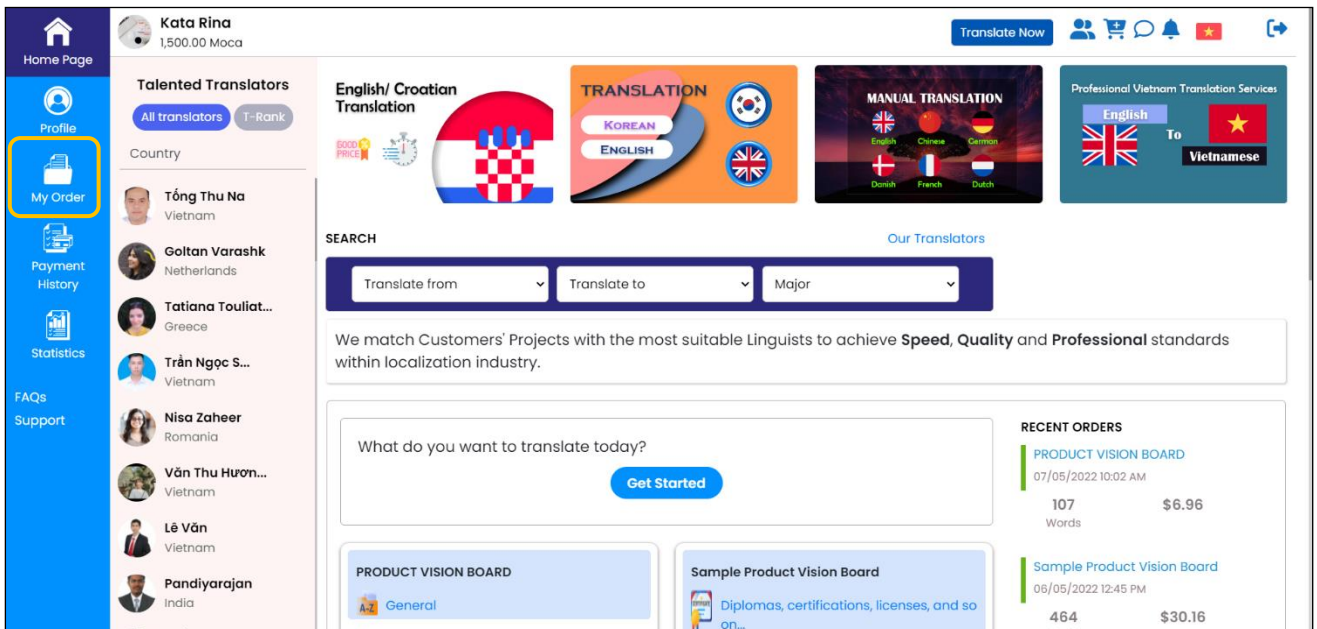 Home Page
Profile
My Order
Payment
History
Statistics
FAQs
Support
Kata Rina
1,500.00 Moca
Translate Now
Talented Translators
All translators
T-Rank
Country
Tống Thu Na
Vietnam
Goltan Varashk
Netherlands
Tatiana Touliat...
Greece
Trần Ngọc S...
Vietnam
Nisa Zaheer
Romania
Văn Thu Hươn...
Vietnam
Lê Văn
Vietnam
Pandiyarajan
India
English/ Croatian
Translation
GOOD
PRICE
TRANSLATION
KOREAN
ENGLISH
MANUAL TRANSLATION
English Chinese German
Danish French Dutch
Professional Vietnam Translation Services
English
To
Vietnamese
SEARCH
Our Translators
Translate from
Translate to
Major
We match Customers' Projects with the most suitable Linguists to achieve Speed, Quality and Professional standards
within localization industry.
What do you want to translate today?
Get Started
PRODUCT VISION BOARD
A-Z
General
Sample Product Vision Board
Diplomas, certifications, licenses, and so
on...
RECENT ORDERS
PRODUCT VISION BOARD
07/05/2022 10:02 AM
107 $6.96
Words
Sample Product Vision Board
06/05/2022 12:45 PM
464 $30.16